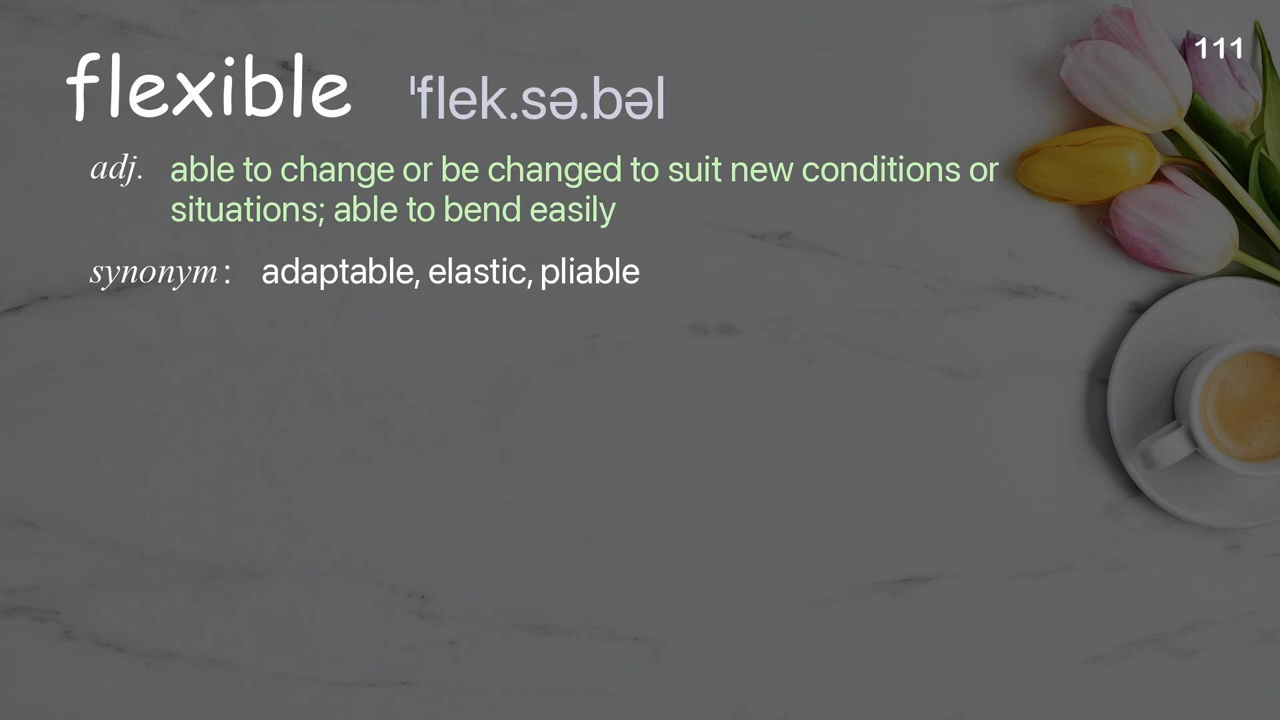 111
flexible ˈflek.sə.bəl
adj. able to change or be changed to suit new conditions or
situations; able to bend easily
synonym: adaptable, elastic, pliable